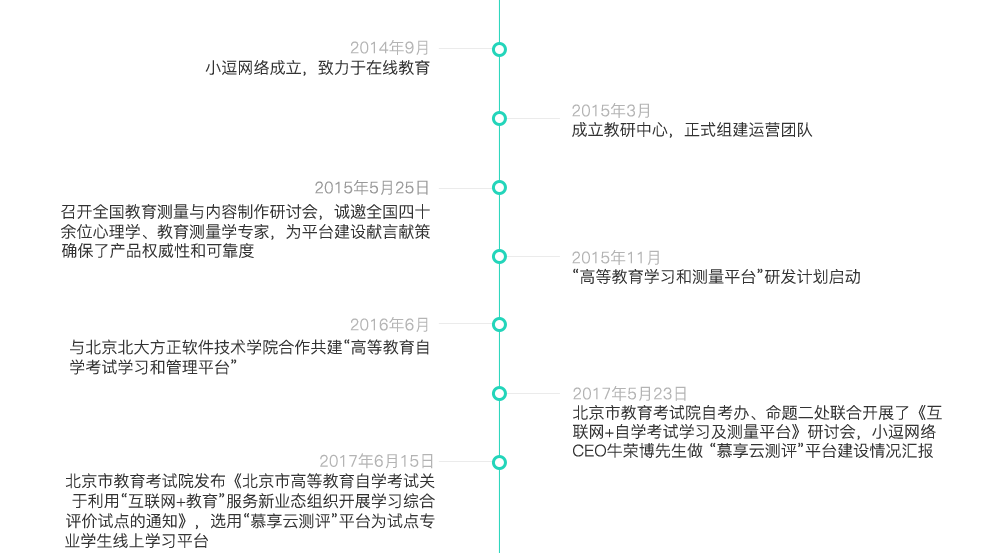 2014年9月
小逗网络成立，致力于在线教育
2015年3月
成立教研中心，正式组建运营团队
2015年5月25日
召开全国教育测量与内容制作研讨会，诚邀全国四十
余位心理学、教育测量学专家，为平台建设献言献策
确保了产品权威性和可靠度
2015年11月
“高等教育学习和测量平台”研发计划启动
2016年6月
与北京北大方正软件技术学院合作共建“高等教育自
学考试学习和管理平台”
2017年5月23日
北京市教育考试院自考办、命题二处联合开展了《互
联网+自学考试学习及测量平台》研讨会，小逗网络
CEO牛荣博先生做 “慕享云测评”平台建设情况汇报
2017年6月15日
北京市教育考试院发布《北京市高等教育自学考试关
于利用“互联网+教育”服务新业态组织开展学习综合
评价试点的通知》，选用“慕享云测评”平台为试点专
业学生线上学习平台